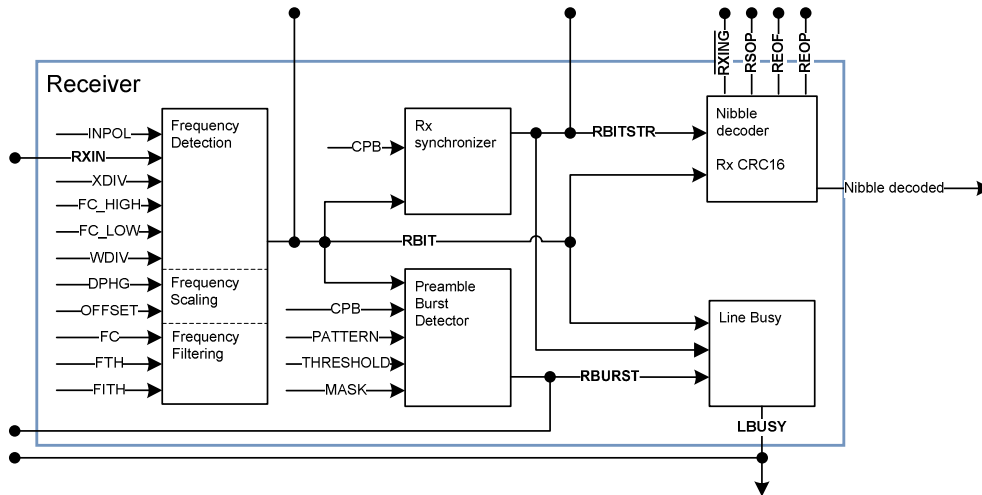 RXING
RSOP
REOF
REOP
Receiver
INPOL
RXIN
XDIV
FC_HIGH
FC_LOW
WDIV
DPHG
OFFSET
FC
FTH
FITH
Frequency
Detection
Frequency
Scaling
Frequency
Filtering
CPB
Rx
synchronizer
RBITSTR
Nibble
decoder
Rx CRC16
Nibble decoded
RBIT
CPB
PATTERN
THRESHOLD
MASK
Preamble
Burst
Detector
RBURST
Line Busy
LBUSY